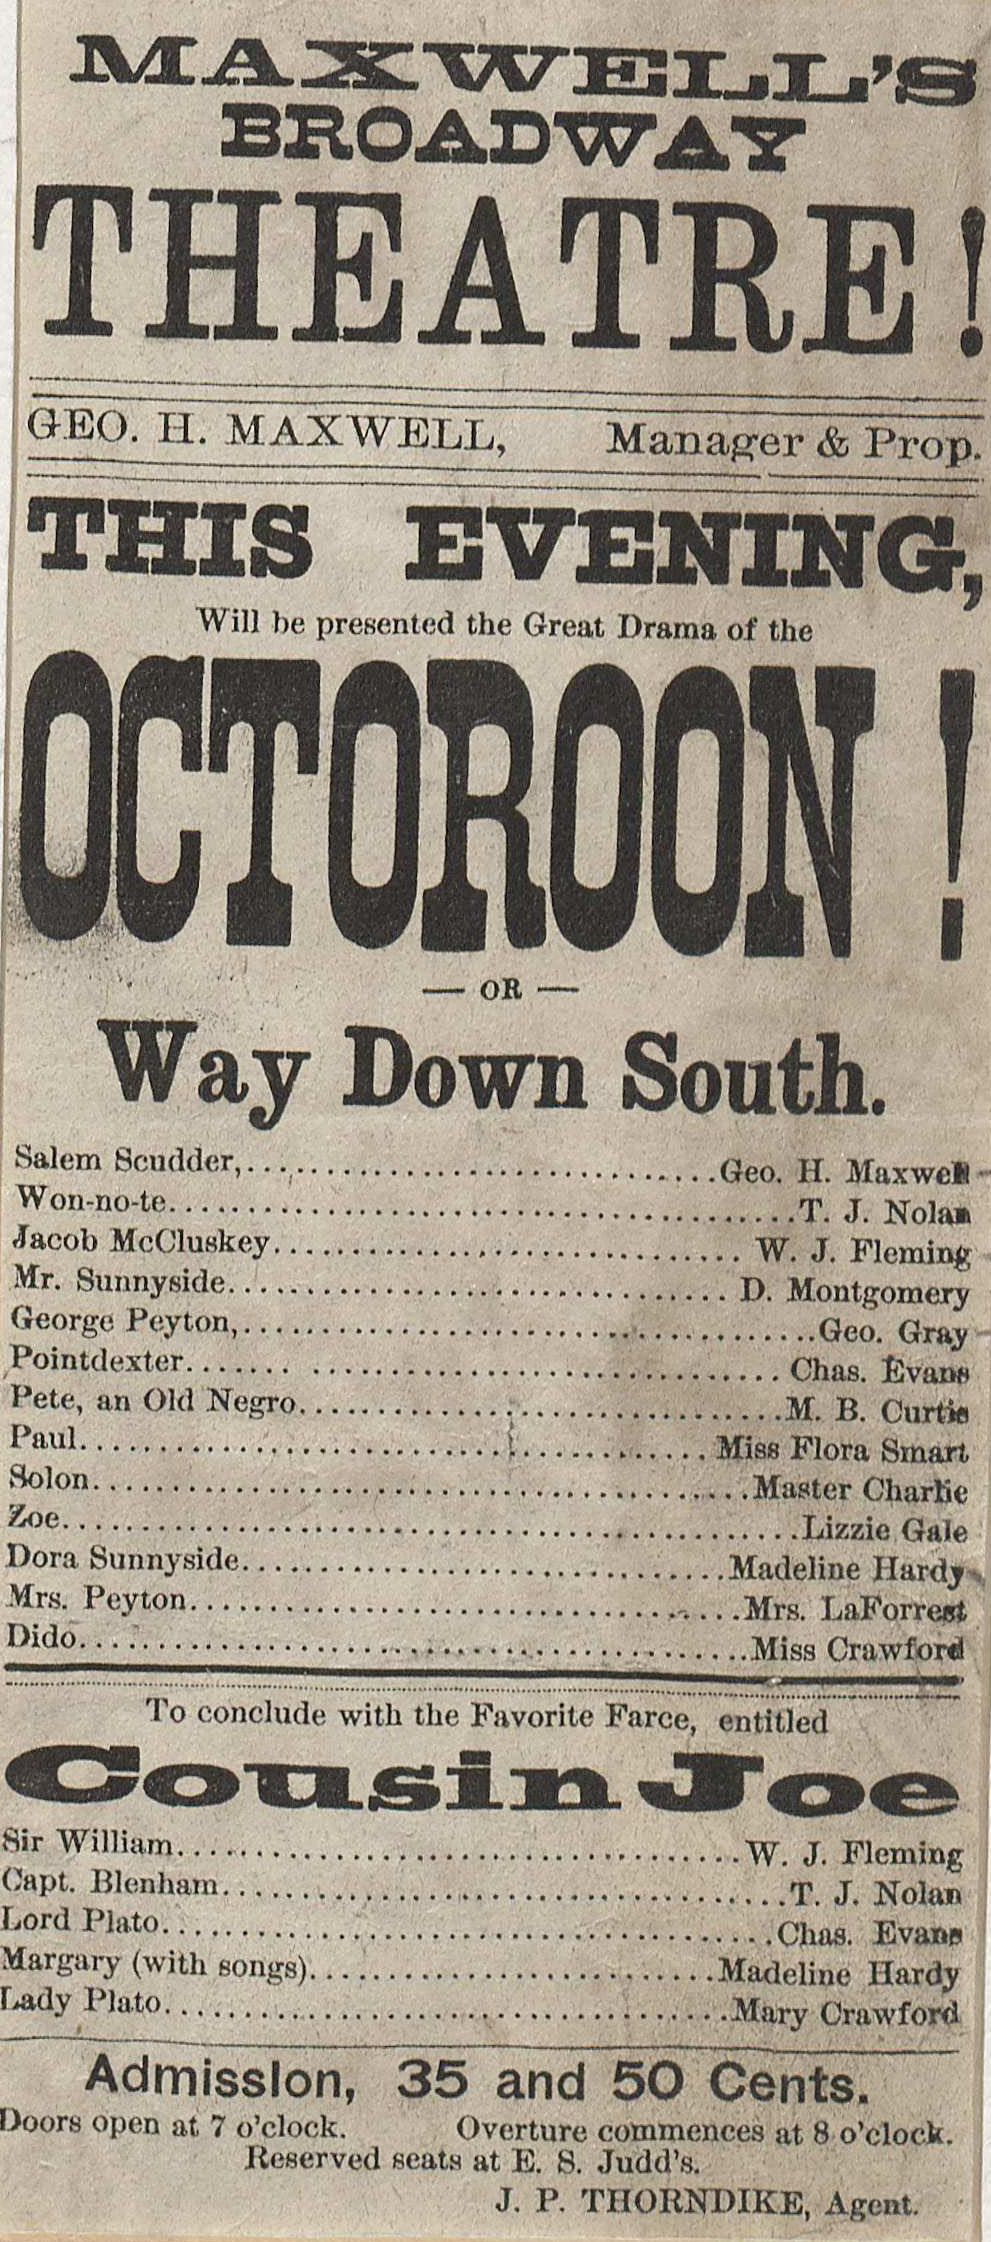 MAXWELL'S
BROADWAY
THEATRE!
GEO. H. MAXWELL, Manager & Prop.
THIS EVENING,
Will be presented the Great Drama of the
OCTOROON!
— OR —
Way Down South.
Salem Scudder,..............................Geo. H. Maxwell
Won-no-te..............................T. J. Nolan
Jacob McCluskey..............................W. J. Fleming
Mr. Sunnyside..............................D. Montgomery
George Peyton,..............................Geo. Gray
Pointdexter..............................Chas. Evans
Pete, an Old Negro..............................M. B. Curtis
Paul..............................Miss Flora Smart
Solon..............................Master Charlie
Zoe..............................Lizzie Gale
Dora Sunnyside..............................Madeline Hardy
Mrs. Peyton..............................Mrs. LaForrest
Dido..............................Miss Crawford
To conclude with the Favorite Farce, entitled
Cousin Joe
Sir William..............................W. J. Fleming
Capt. Blenham..............................T. J. Nolan
Lord Plato..............................Chas. Evans
Margary (with songs)..............................Madeline Hardy
Lady Plato..............................Mary Crawford
Admission, 35 and 50 Cents.
Doors open at 7 o'clock. Overture commences at 8 o'clock.
Reserved seats at E. S. Judd's.
J. P. THORNDIKE, Agent.